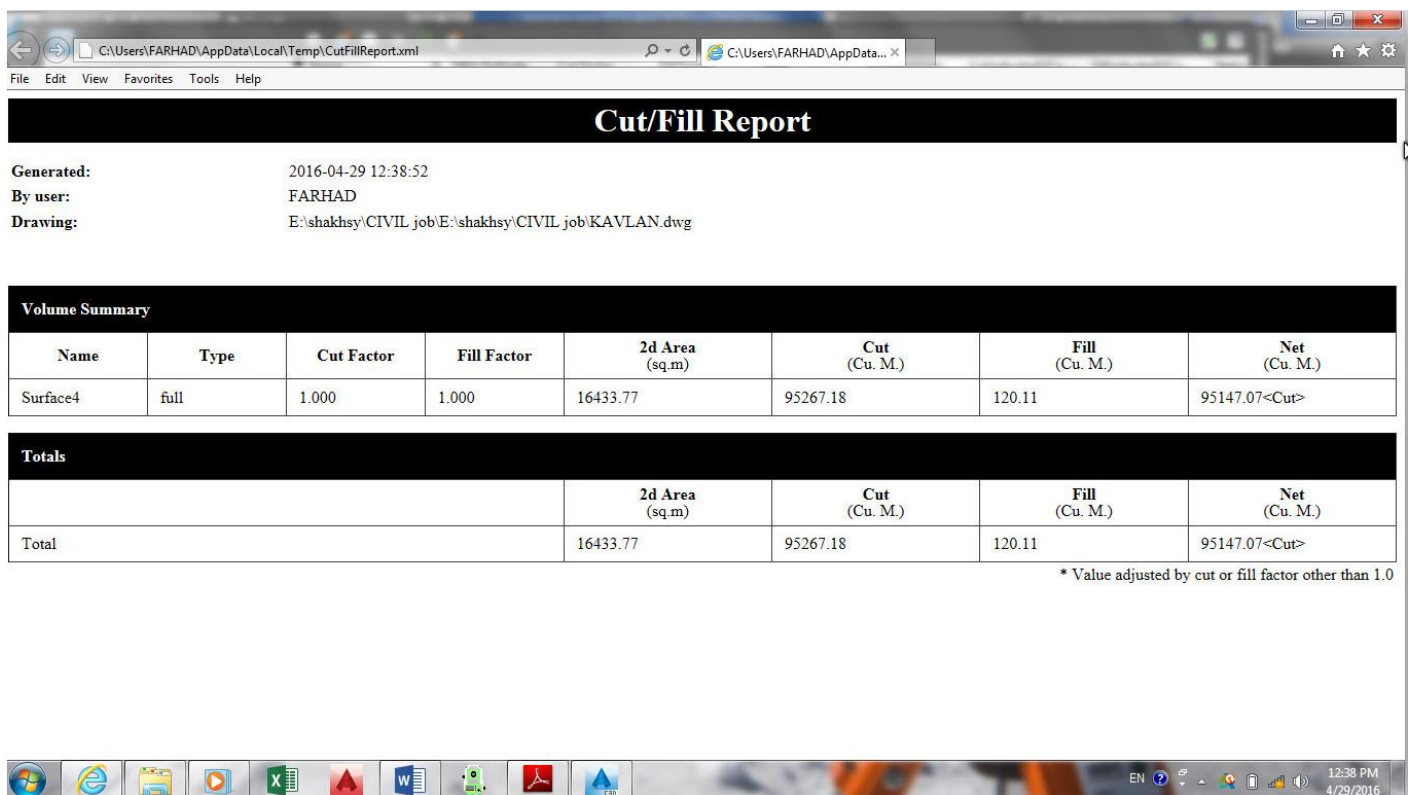 C:\Users\FARHAD\AppData\Local\Temp\CutFillReport.xml
C:\Users\FARHAD\AppData...
File Edit View Favorites Tools Help
Cut/Fill Report
Generated: 2016-04-29 12:38:52
By user: FARHAD
Drawing: E:\shakhsy\CIVIL job\E:\shakhsy\CIVIL job\KAVLAN.dwg
Volume Summary
Name Type Cut Factor Fill Factor 2d Area (sq.m) Cut (Cu. M.) Fill (Cu. M.) Net (Cu. M.)
Surface4 full 1.000 1.000 16433.77 95267.18 120.11 95147.07<Cut>
Totals
2d Area (sq.m) Cut (Cu. M.) Fill (Cu. M.) Net (Cu. M.)
Total 16433.77 95267.18 120.11 95147.07<Cut>
* Value adjusted by cut or fill factor other than 1.0
EN 12:38 PM
4/29/2016